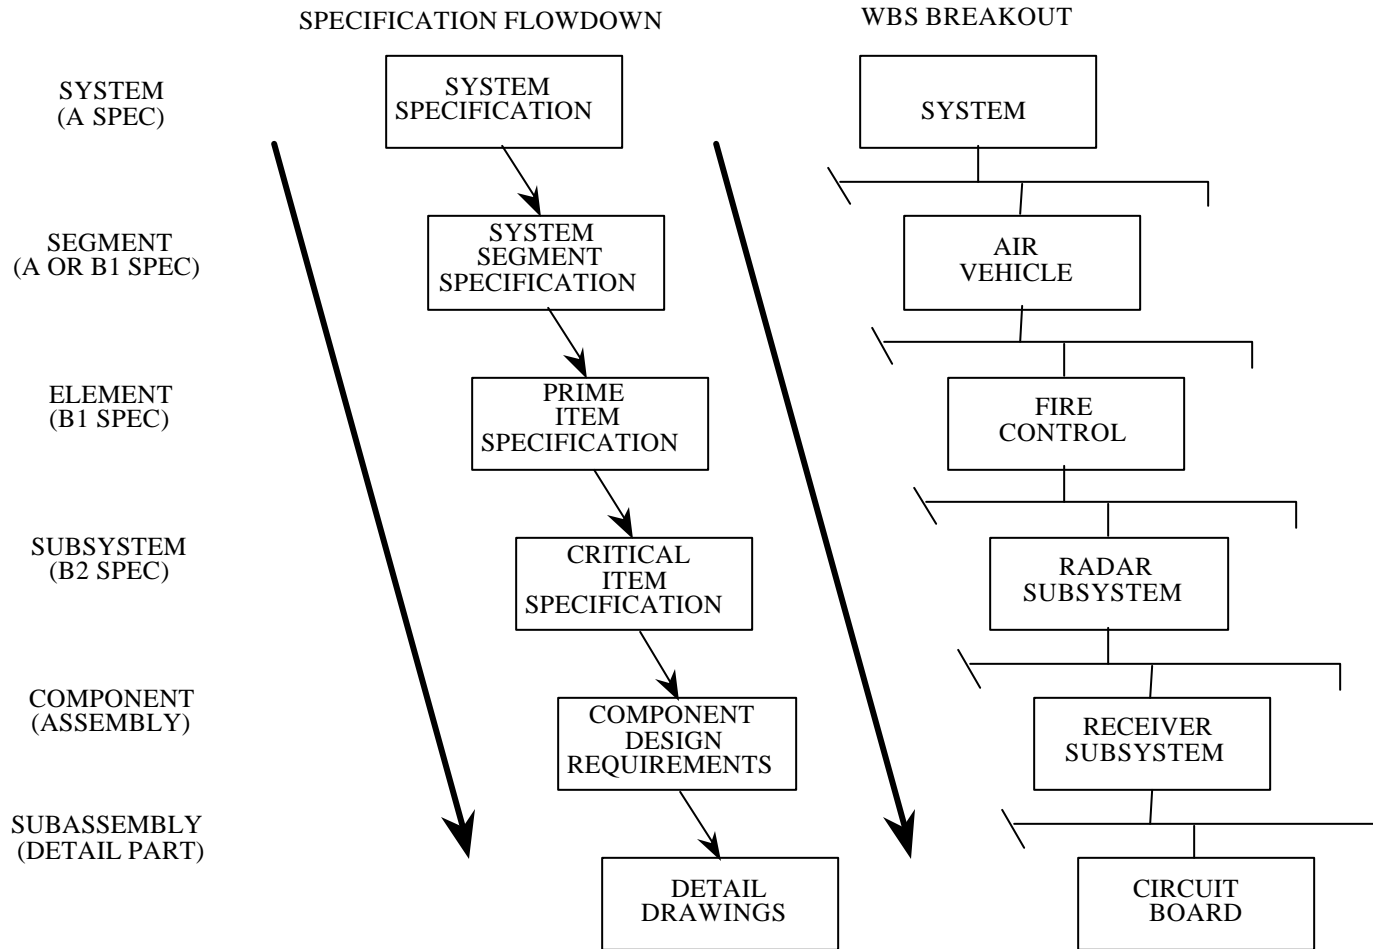 SPECIFICATION FLOWDOWN
WBS BREAKOUT
SYSTEM
(A SPEC)
SYSTEM
SPECIFICATION
SYSTEM
SEGMENT
(A OR B1 SPEC)
SYSTEM
SEGMENT
SPECIFICATION
AIR
VEHICLE
ELEMENT
(B1 SPEC)
PRIME
ITEM
SPECIFICATION
FIRE
CONTROL
SUBSYSTEM
(B2 SPEC)
CRITICAL
ITEM
SPECIFICATION
RADAR
SUBSYSTEM
COMPONENT
(ASSEMBLY)
COMPONENT
DESIGN
REQUIREMENTS
RECEIVER
SUBSYSTEM
SUBASSEMBLY
(DETAIL PART)
DETAIL
DRAWINGS
CIRCUIT
BOARD